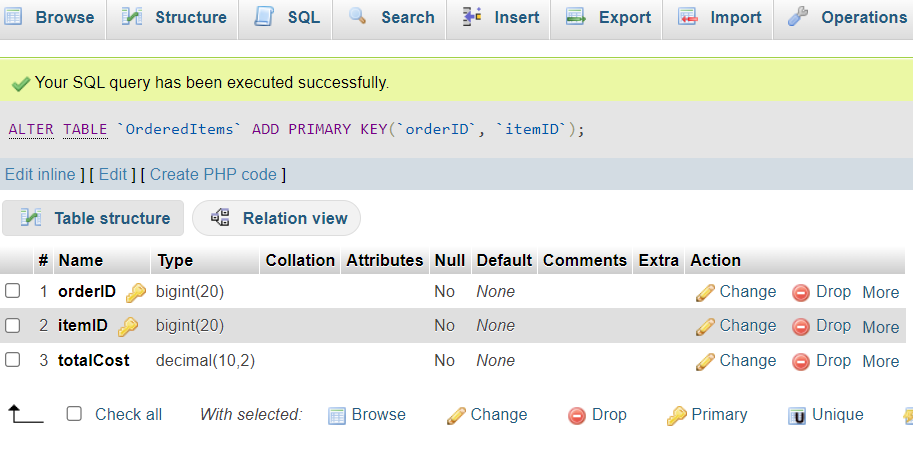 Browse Structure SQL Search Insert Export Import Operations
Your SQL query has been executed successfully.
ALTER TABLE `OrderedItems` ADD PRIMARY KEY(`orderID`, `itemID`);
Edit inline ] [ Edit ] [ Create PHP code ]
Table structure Relation view
# Name Type Collation Attributes Null Default Comments Extra Action
1 orderID bigint(20) No None Change Drop More
2 itemID bigint(20) No None Change Drop More
3 totalCost decimal(10,2) No None Change Drop More
Check all With selected: Browse Change Drop Primary Unique